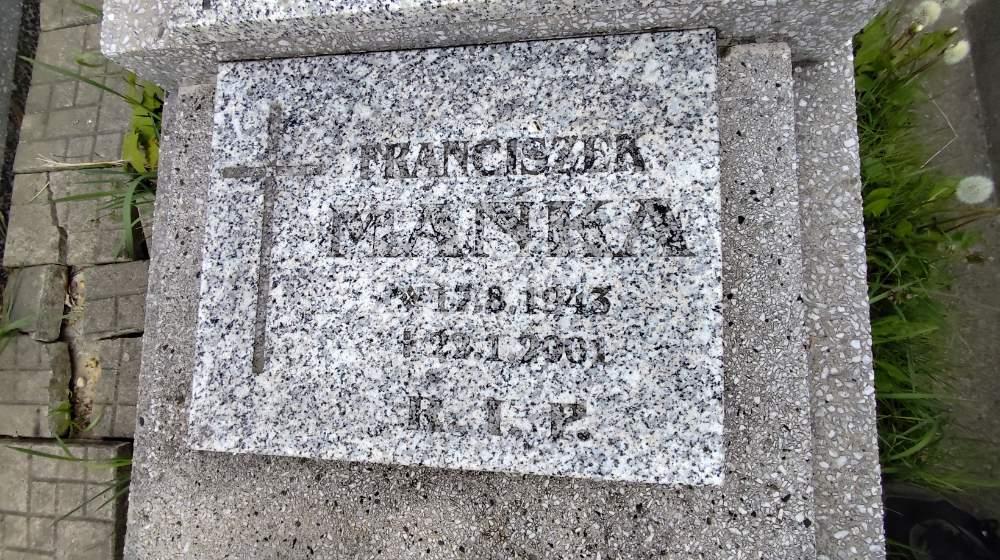 FRANCISZEK
MAŃKA
* 17.8.1943
† 22.1.2001
R. I. P.